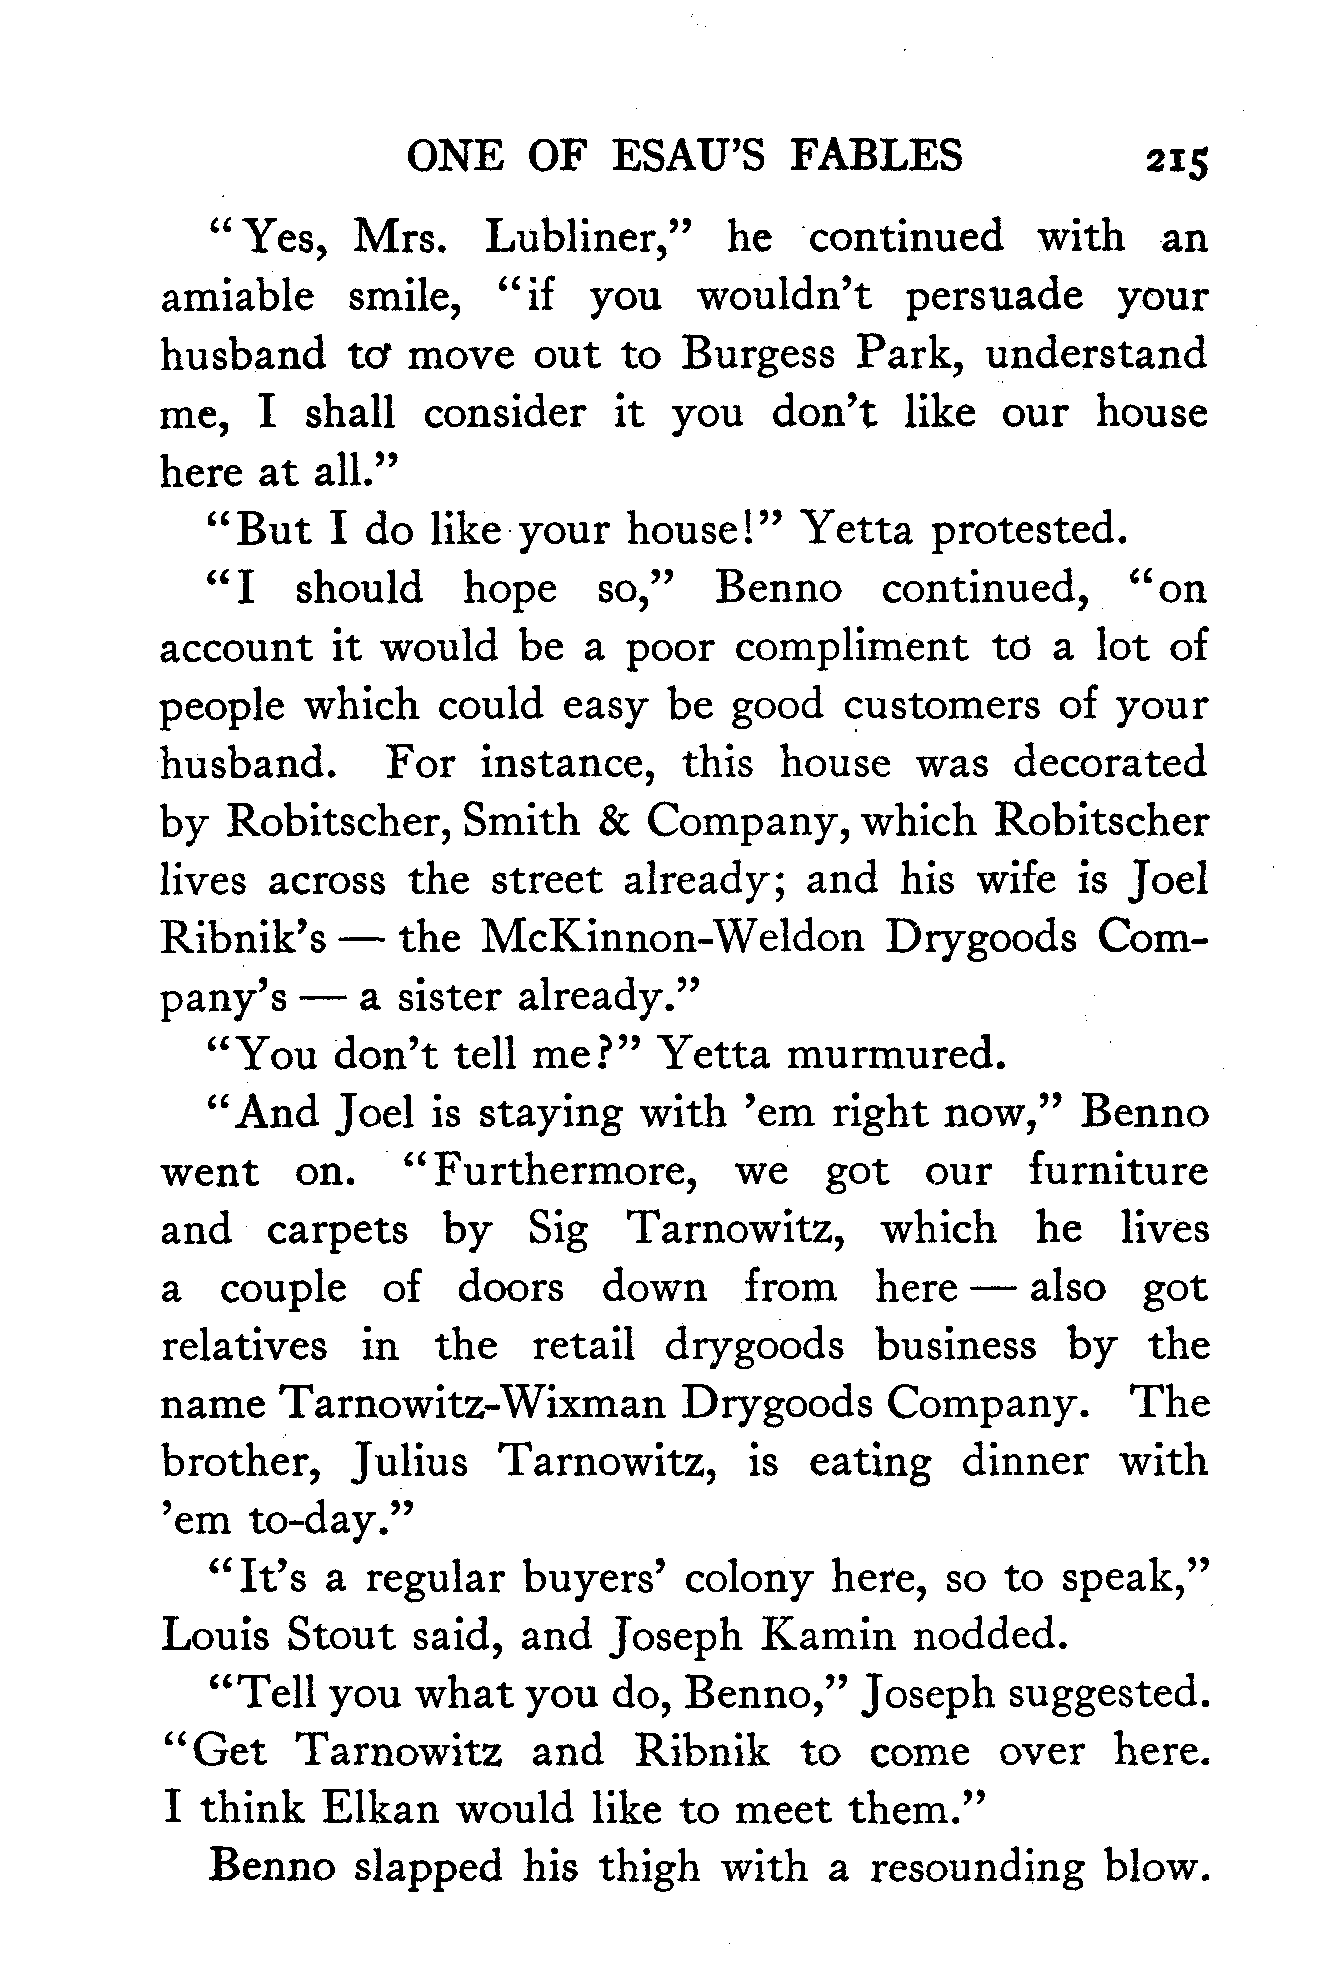 ONE OF ESAU'S FABLES 215
"Yes, Mrs. Lubliner," he continued with an
amiable smile, "if you wouldn't persuade your
husband to move out to Burgess Park, understand
me, I shall consider it you don't like our house
here at all."
"But I do like your house!" Yetta protested.
"I should hope so," Benno continued, "on
account it would be a poor compliment to a lot of
people which could easy be good customers of your
husband. For instance, this house was decorated
by Robitscher, Smith & Company, which Robitscher
lives across the street already; and his wife is Joel
Ribnik's — the McKinnon-Weldon Drygoods Com-
pany's — a sister already."
"You don't tell me?" Yetta murmured.
"And Joel is staying with 'em right now," Benno
went on. "Furthermore, we got our furniture
and carpets by Sig Tarnowitz, which he lives
a couple of doors down from here — also got
relatives in the retail drygoods business by the
name Tarnowitz-Wixman Drygoods Company. The
brother, Julius Tarnowitz, is eating dinner with
'em to-day."
"It's a regular buyers' colony here, so to speak,"
Louis Stout said, and Joseph Kamin nodded.
"Tell you what you do, Benno," Joseph suggested.
"Get Tarnowitz and Ribnik to come over here.
I think Elkan would like to meet them."
Benno slapped his thigh with a resounding blow.